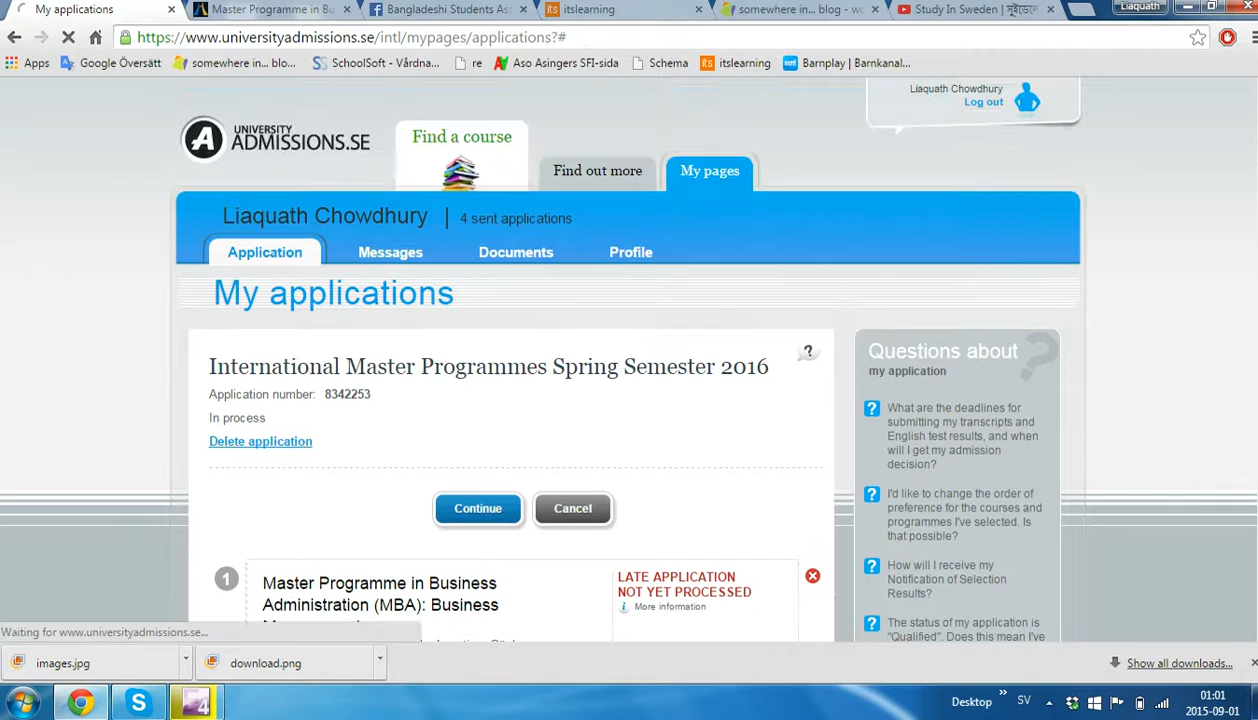 My applications
Master Programme in Bu
Bangladeshi Students Ass
itslearning
somewhere in... blog - wo
Study In Sweden | সুইডেনে
Liaquath
https://www.universityadmissions.se/intl/mypages/applications?#
Apps
Google Översätt
somewhere in... blo...
SchoolSoft - Vårdna...
re
Aso Asingers SFI-sida
Schema
itslearning
Barnplay | Barnkanal...
Liaquath Chowdhury
Log out
UNIVERSITY
ADMISSIONS.SE
Find a course
Find out more
My pages
Liaquath Chowdhury | 4 sent applications
Application
Messages
Documents
Profile
My applications
International Master Programmes Spring Semester 2016
Application number: 8342253
In process
Delete application
Continue
Cancel
1
Master Programme in Business
Administration (MBA): Business
LATE APPLICATION
NOT YET PROCESSED
More information
Questions about
my application
What are the deadlines for
submitting my transcripts and
English test results, and when
will I get my admission
decision?
I'd like to change the order of
preference for the courses and
programmes I've selected. Is
that possible?
How will I receive my
Notification of Selection
Results?
The status of my application is
"Qualified". Does this mean I've
Waiting for www.universityadmissions.se...
images.jpg
download.png
Show all downloads...
Desktop
SV
01:01
2015-09-01